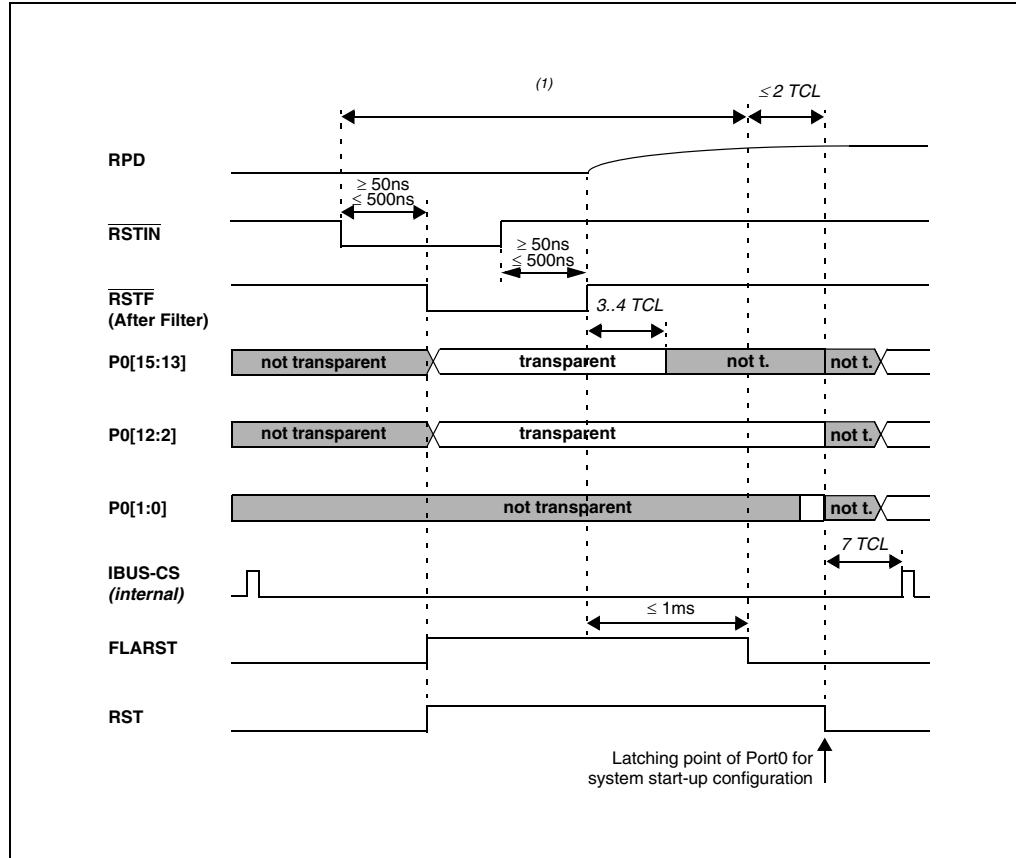 (1)
≤ 2 TCL
RPD
≥ 50ns
≤ 500ns
RSTIN
≥ 50ns
≤ 500ns
RSTF
(After Filter)
3..4 TCL
P0[15:13]
not transparent
transparent
not t.
not t.
P0[12:2]
not transparent
transparent
not t.
P0[1:0]
not transparent
not t.
7 TCL
IBUS-CS
(internal)
≤ 1ms
FLARST
RST
Latching point of Port0 for
system start-up configuration